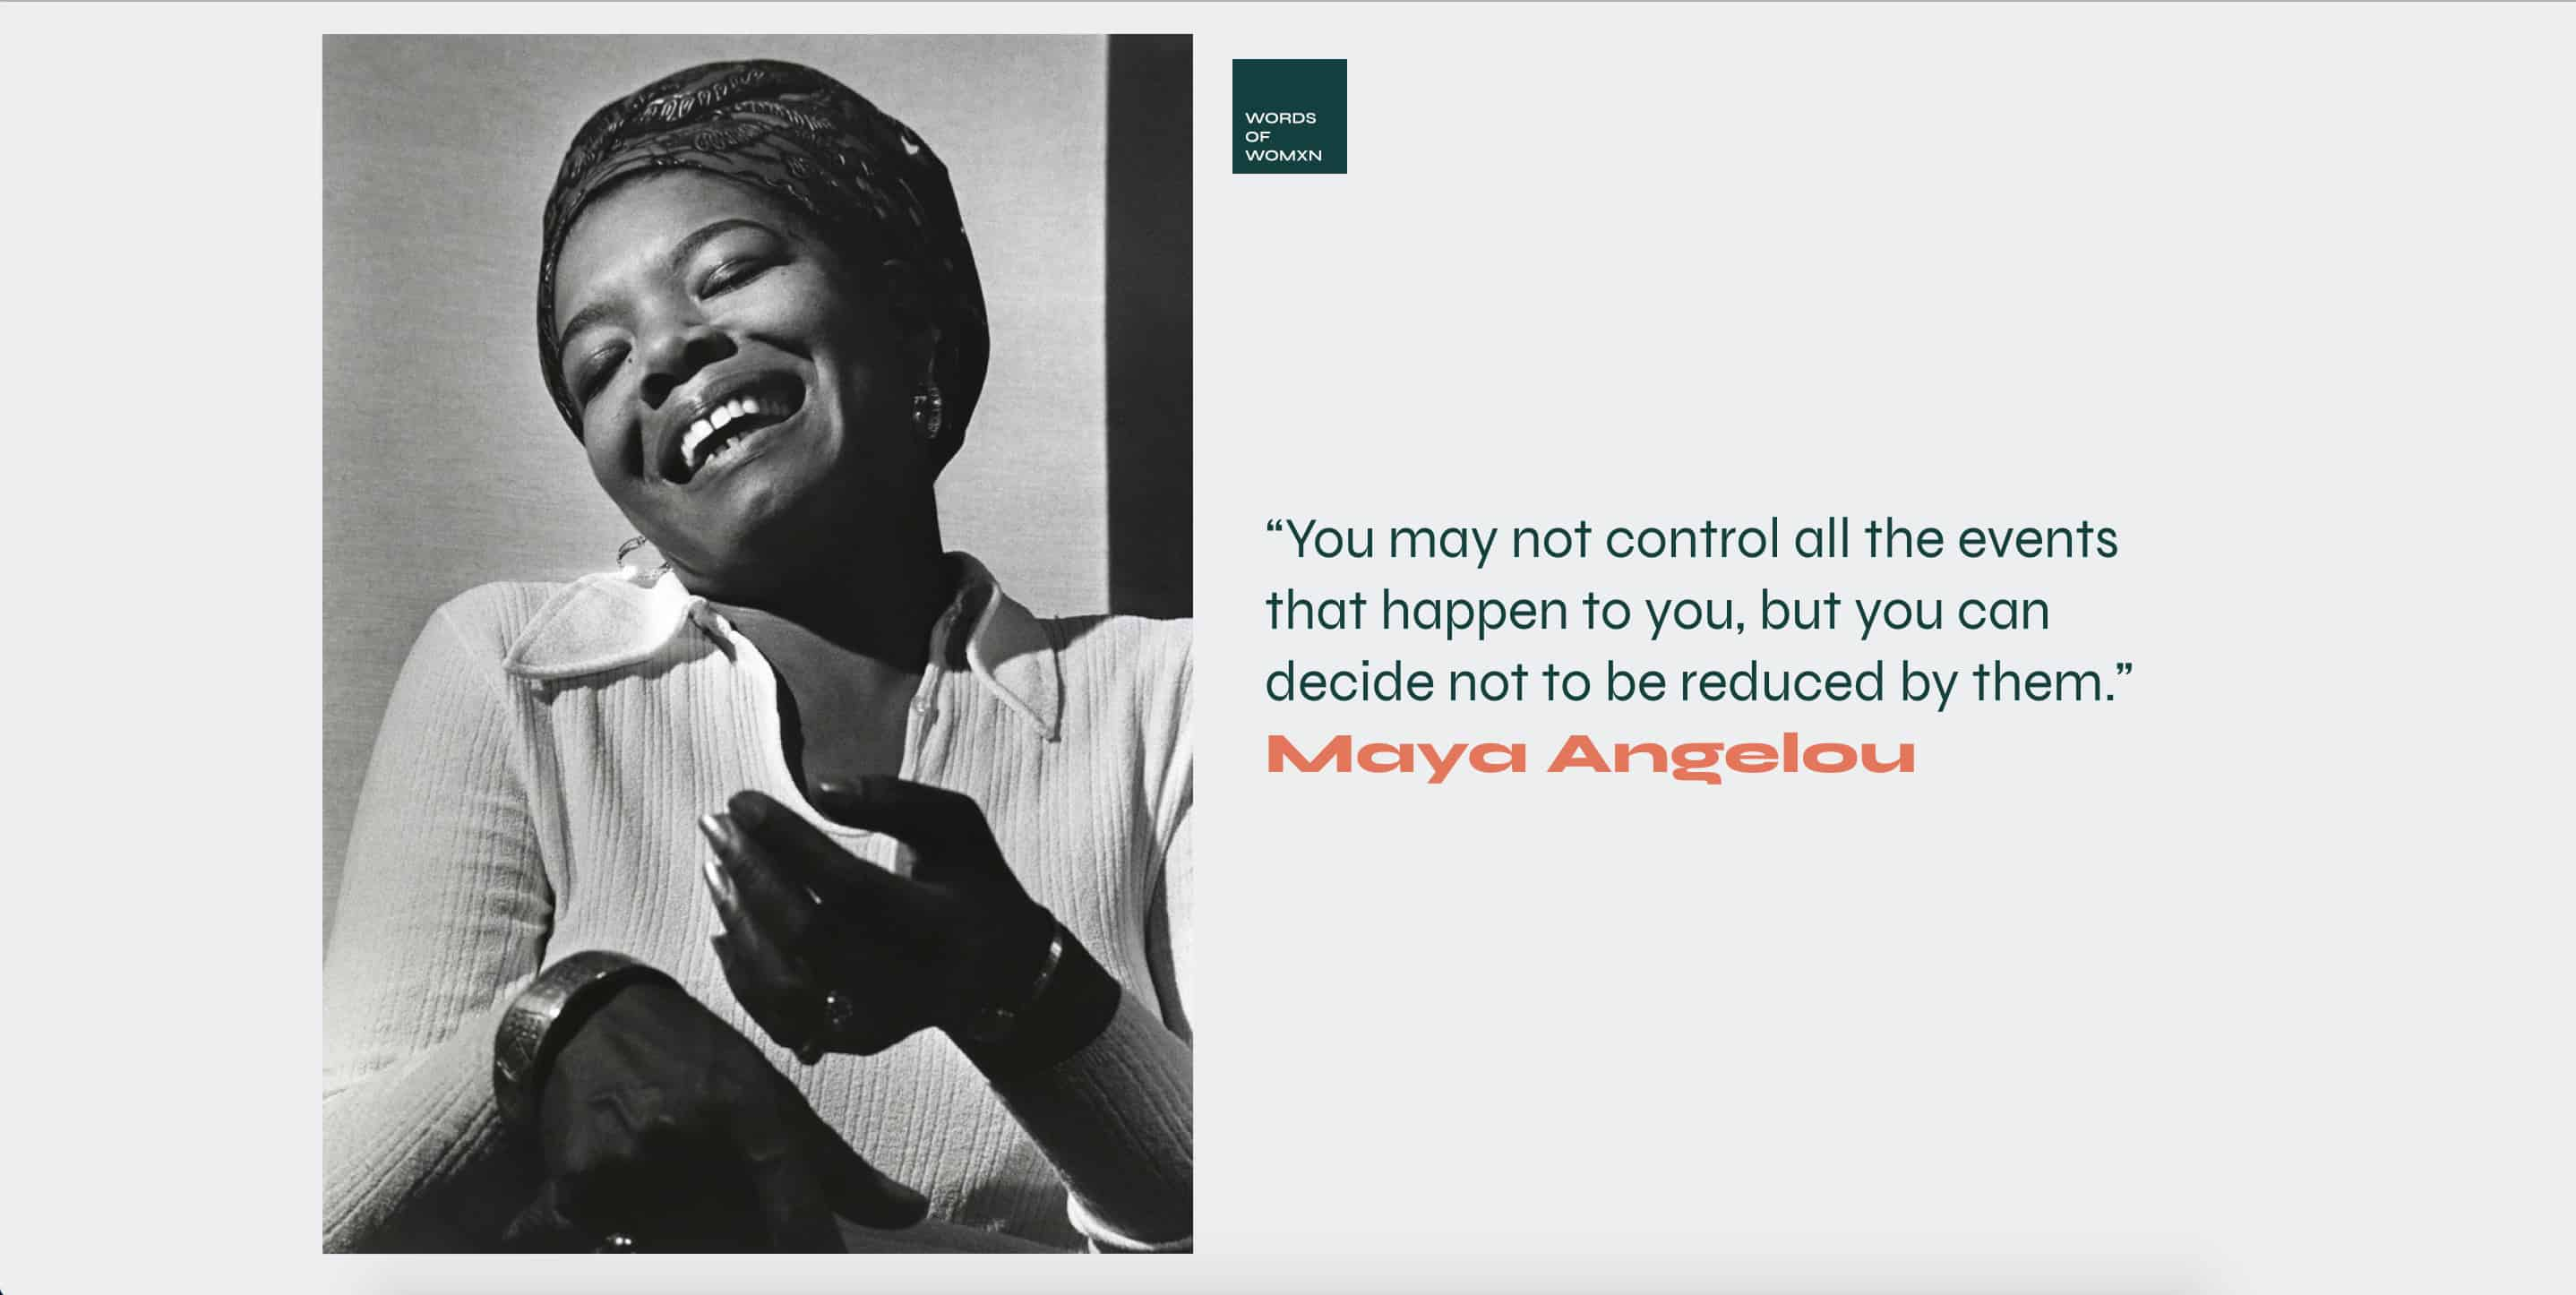 WORDS
OF
WOMXN
“You may not control all the events
that happen to you, but you can
decide not to be reduced by them.”
Maya Angelou